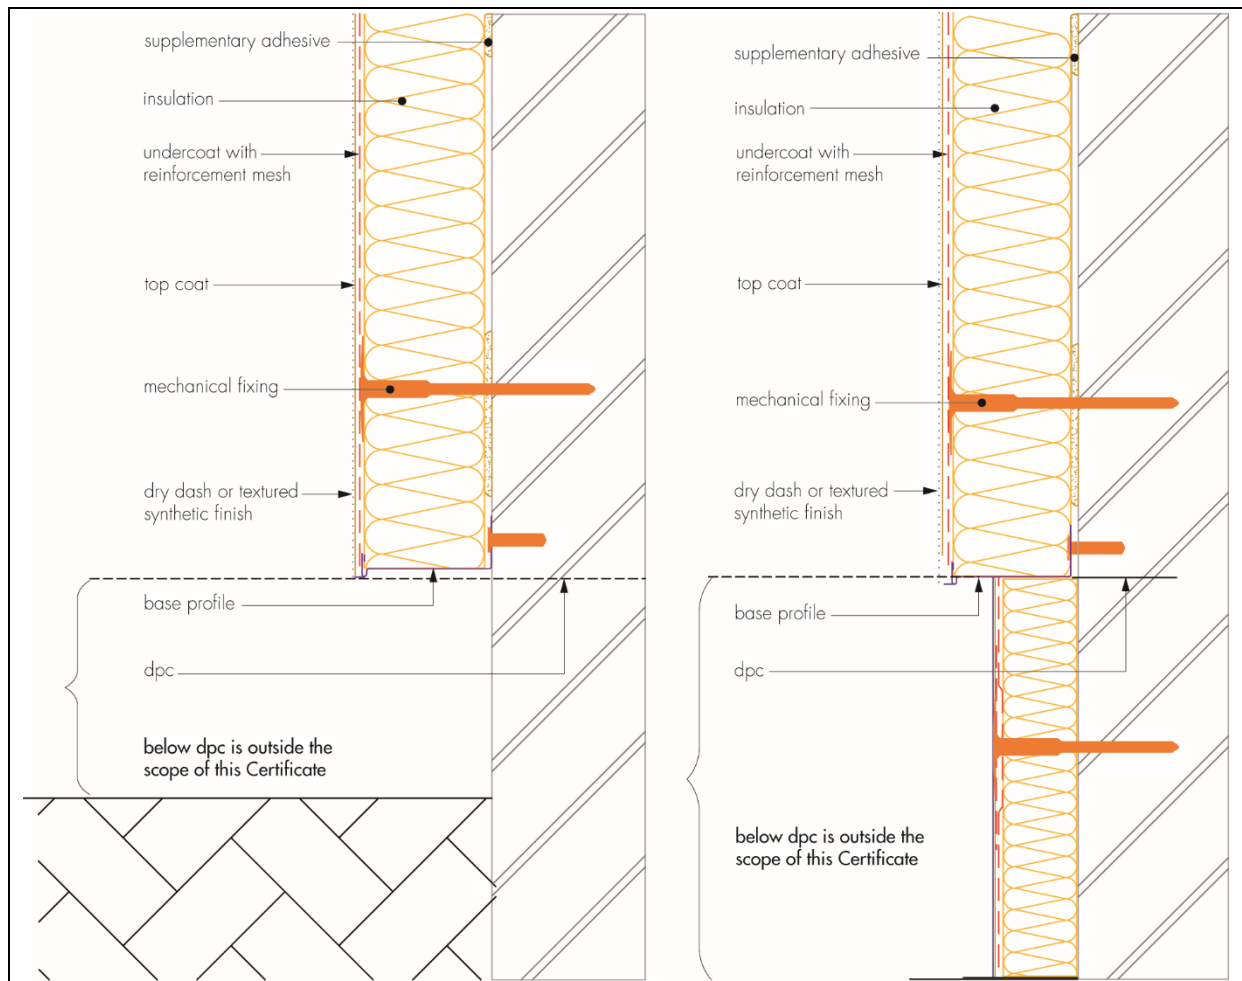 supplementary adhesive
insulation
undercoat with
reinforcement mesh
top coat
mechanical fixing
dry dash or textured
synthetic finish
base profile
dpc
below dpc is outside the
scope of this Certificate
supplementary adhesive
insulation
undercoat with
reinforcement mesh
top coat
mechanical fixing
dry dash or textured
synthetic finish
base profile
dpc
below dpc is outside the
scope of this Certificate